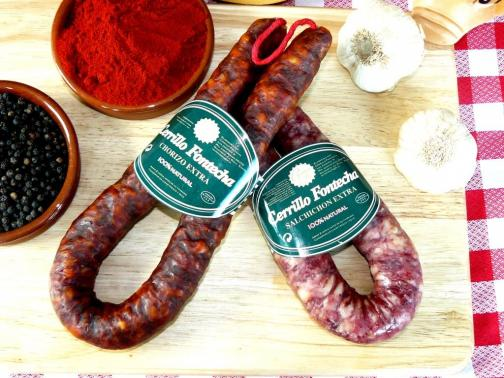 Cerrillo Fontecha
CHORIZO EXTRA
100% NATURAL
Cerrillo Fontecha
SALCHICHON EXTRA
100% NATURAL